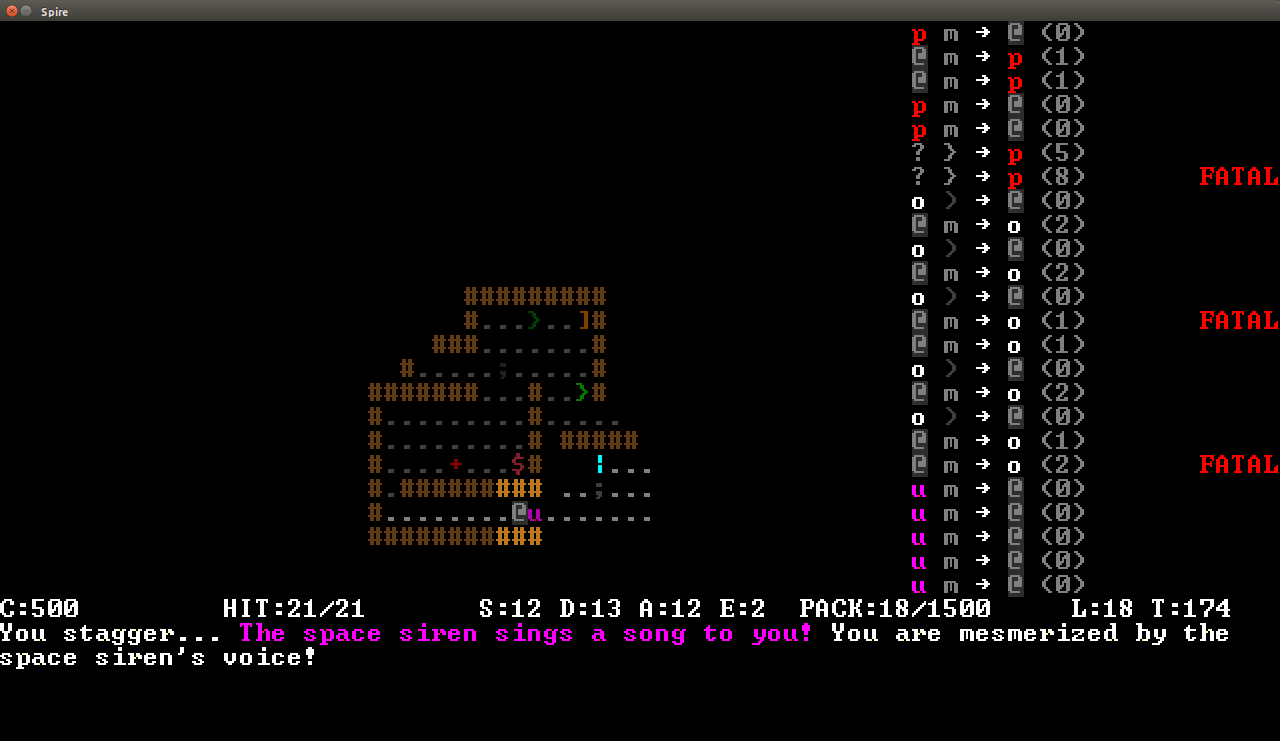 Spire
p m → @ (0)
@ m → p (1)
@ m → p (1)
p m → @ (0)
p m → @ (0)
? } → p (5)
? } → p (8) FATAL
o ) → @ (0)
@ m → o (2)
o ) → @ (0)
@ m → o (2)
######### o ) → @ (0)
#...}..]# @ m → o (1) FATAL
###.......# @ m → o (1)
#.....;.....# o ) → @ (0)
#######...#..}# @ m → o (2)
#.........#..... o ) → @ (0)
#.........# ##### @ m → o (1)
#....+...$# ¦... @ m → o (2) FATAL
#.######### ..;... u m → @ (0)
#........@u....... u m → @ (0)
########### u m → @ (0)
u m → @ (0)
u m → @ (0)
C:500 HIT:21/21 S:12 D:13 A:12 E:2 PACK:18/1500 L:18 T:174
You stagger... The space siren sings a song to you! You are mesmerized by the
space siren's voice!